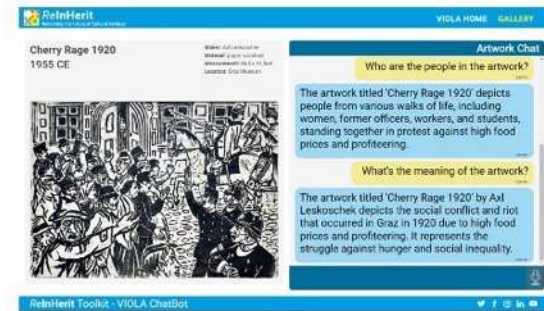 ReInHerit
VIOLA HOME GALLERY
Cherry Rage 1920
1955 CE
Artwork Chat
Who are the people in the artwork?
The artwork titled 'Cherry Rage 1920' depicts
people from various walks of life, including
women, former officers, workers, and students,
standing together in protest against high food
prices and profiteering.
What's the meaning of the artwork?
The artwork titled 'Cherry Rage 1920' by Axl
Leskoschek depicts the social conflict and riot
that occurred in Graz in 1920 due to high food
prices and profiteering. It represents the
struggle against hunger and social inequality.
ReInHerit Toolkit - VIOLA ChatBot